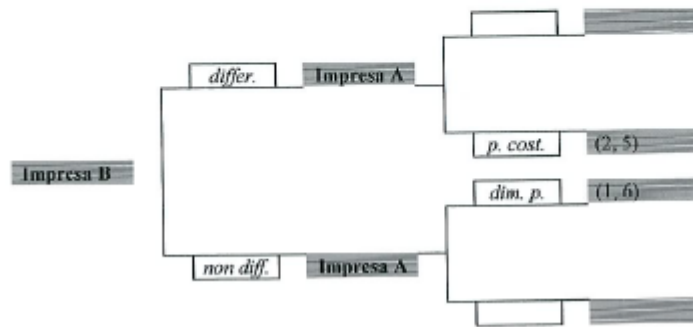 differ.
Impresa A
p. cost.
(2, 5)
Impresa B
dim. p.
(1, 6)
non diff.
Impresa A